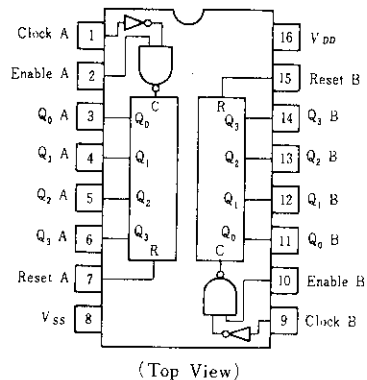 Clock A 1
Enable A 2
Q₀ A 3
Q₁ A 4
Q₂ A 5
Q₃ A 6
Reset A 7
V_SS 8
C
Q₀
Q₁
Q₂
Q₃
R
R
Q₃
Q₂
Q₁
Q₀
C
16 V_DD
15 Reset B
14 Q₃ B
13 Q₂ B
12 Q₁ B
11 Q₀ B
10 Enable B
9 Clock B
(Top View)